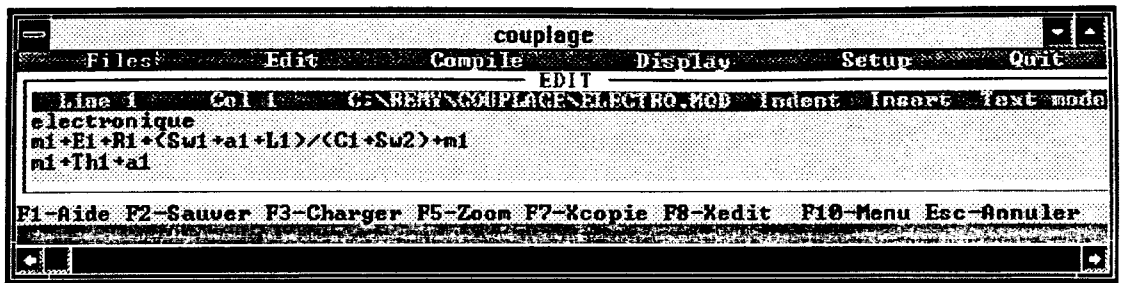 couplage
Files Edit Compile Display Setup Quit
EDIT
Line 1 Col 1 C:\REMY\COUPLAGE\ELECTRO.MOD Indent Insert Text mode
electronique
m1+E1+R1+(Sw1+a1+L1)/(C1+Sw2)+m1
m1+Th1+a1
F1-Aide F2-Sauver F3-Charger F5-Zoom F7-Xcopie F8-Xedit F10-Menu Esc-Annuler